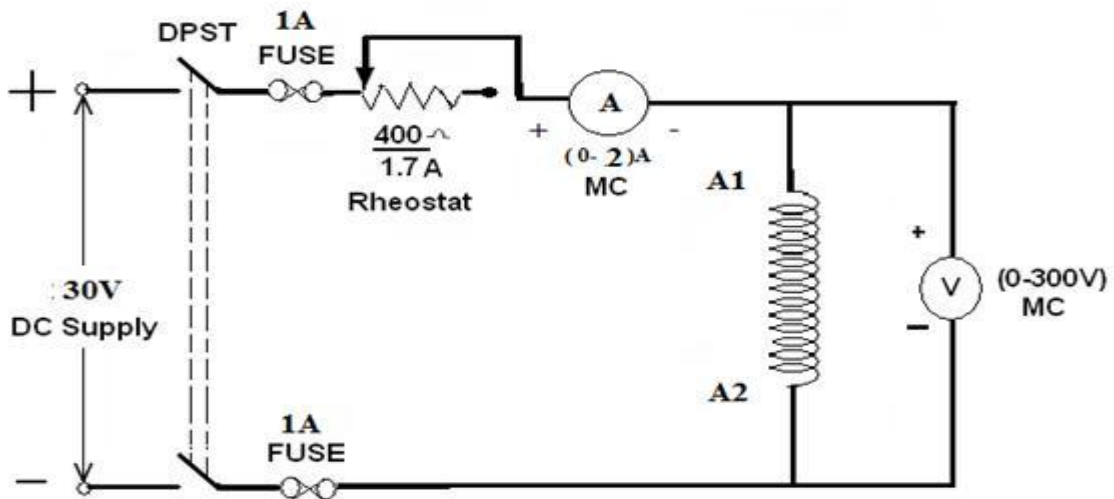 DPST
1A
FUSE
+
A
+ -
400
1.7 A
Rheostat
(0- 2)A
MC
A1
+
V
(0-300V)
MC
-
: 30V
DC Supply
A2
1A
FUSE
-